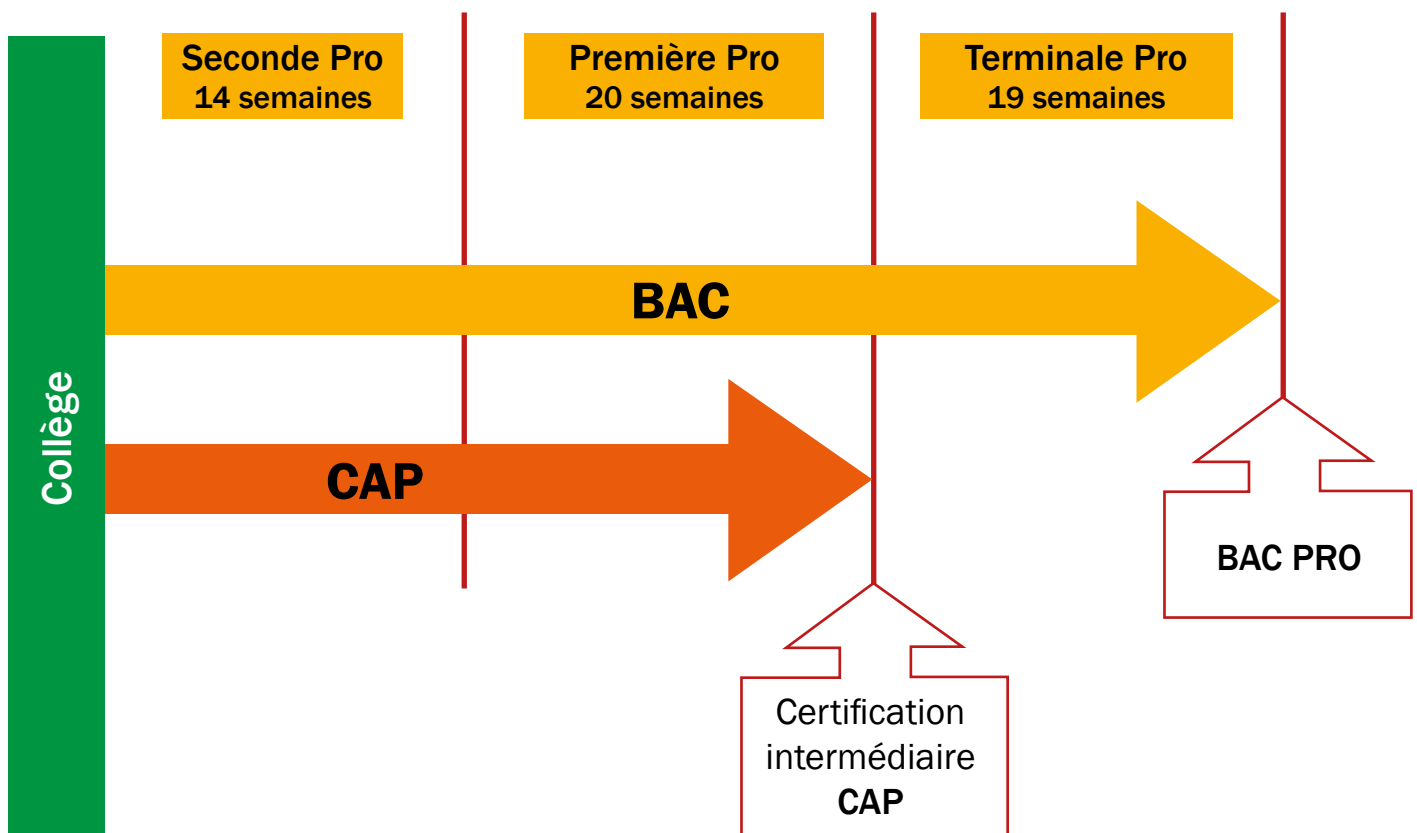 Seconde Pro
14 semaines
Première Pro
20 semaines
Terminale Pro
19 semaines
Collège
BAC
CAP
BAC PRO
Certification
intermédiaire
CAP